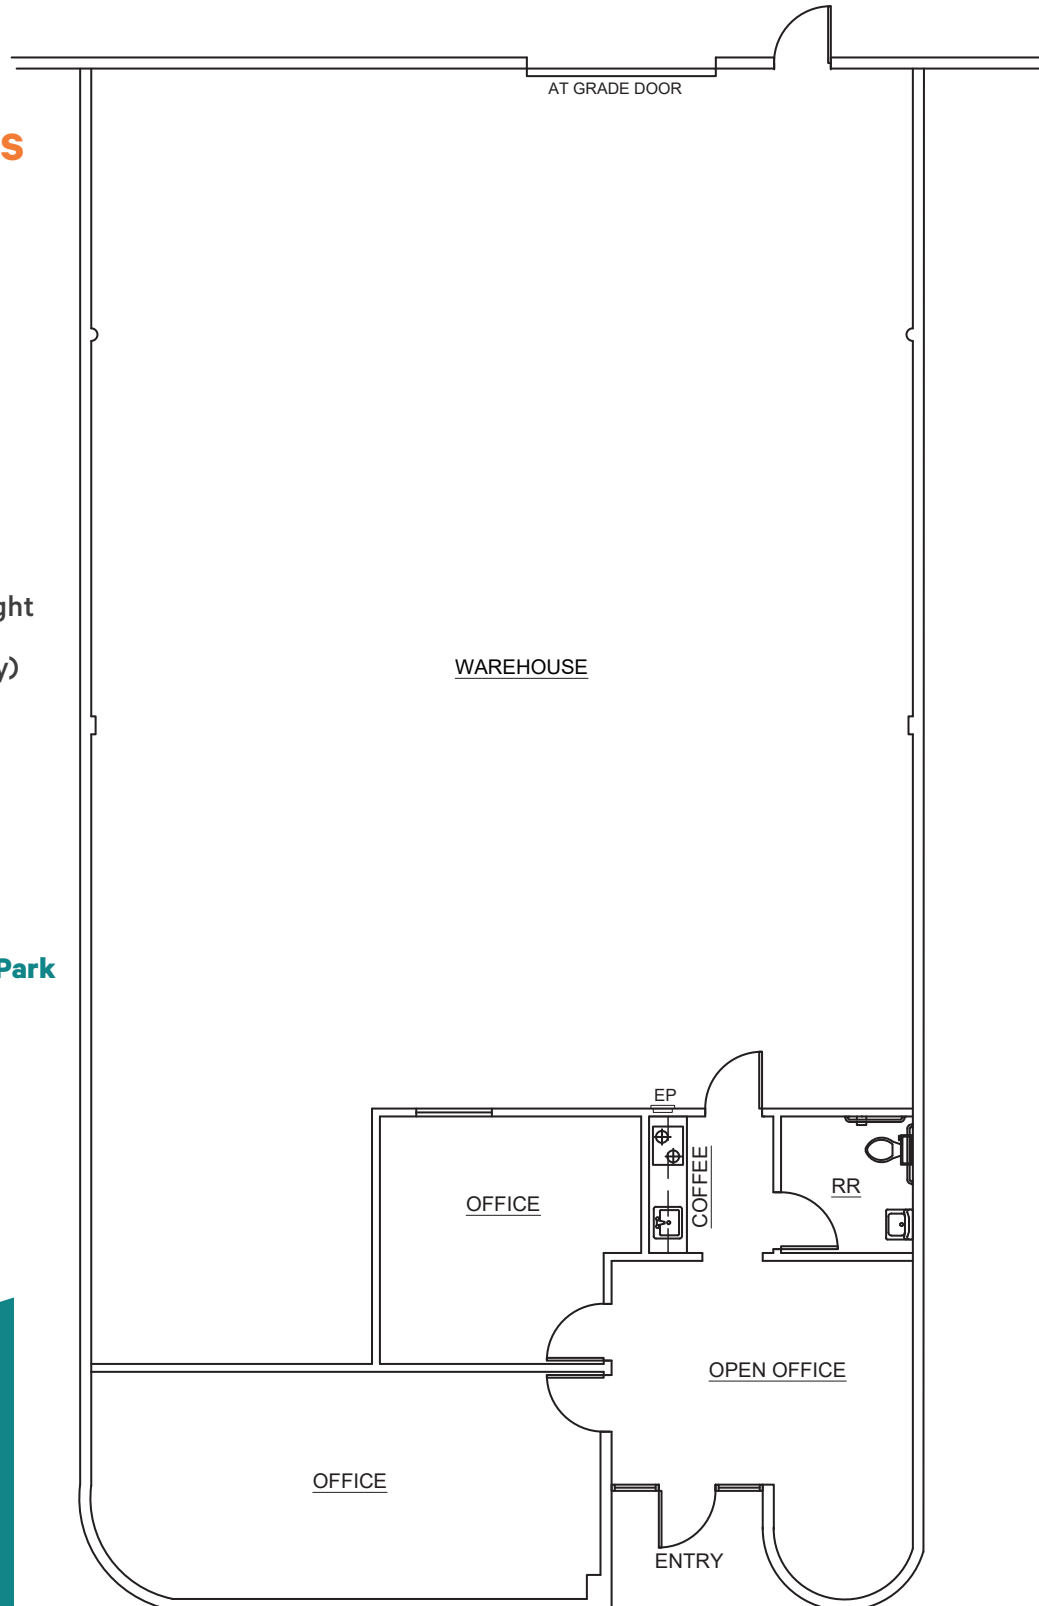 AT GRADE DOOR
s
ght
WAREHOUSE
y)
Park
EP
COFFEE
RR
OFFICE
OPEN OFFICE
OFFICE
ENTRY